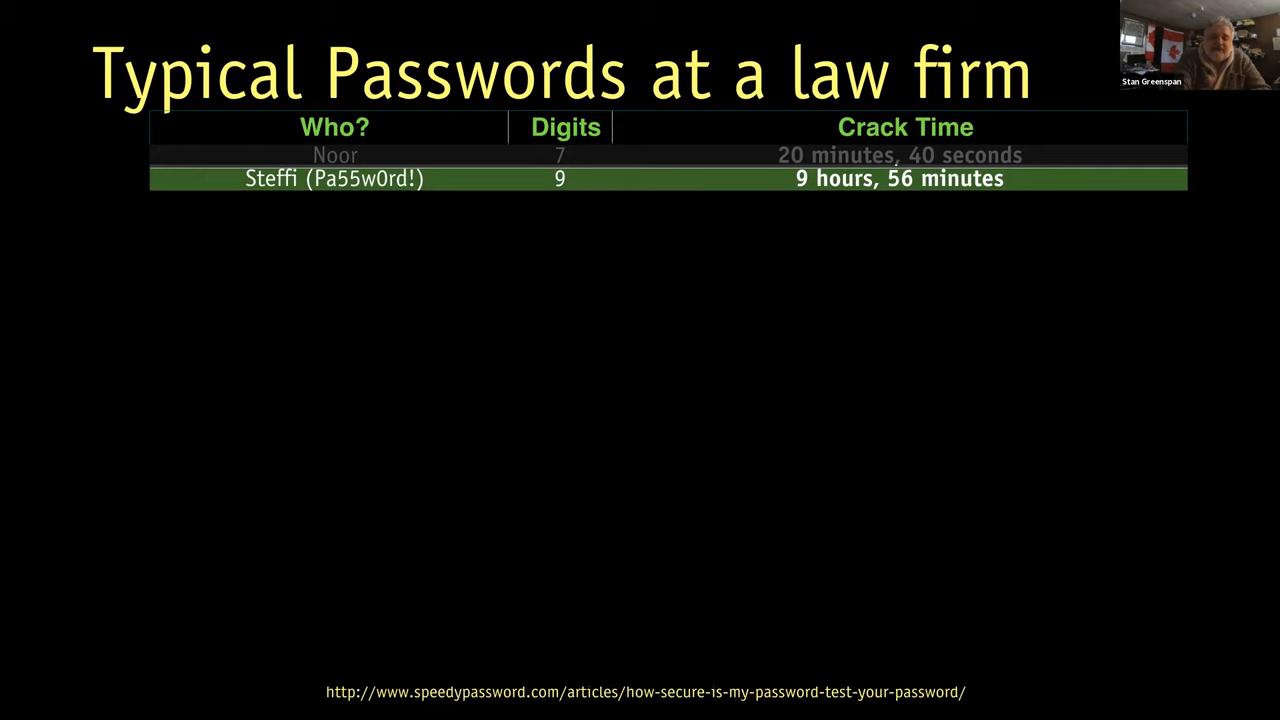 Typical Passwords at a law firm
Stan Greenspan
Who? Digits Crack Time
Noor 7 20 minutes, 40 seconds
Steffi (Pa55w0rd!) 9 9 hours, 56 minutes
http://www.speedypassword.com/articles/how-secure-is-my-password-test-your-password/